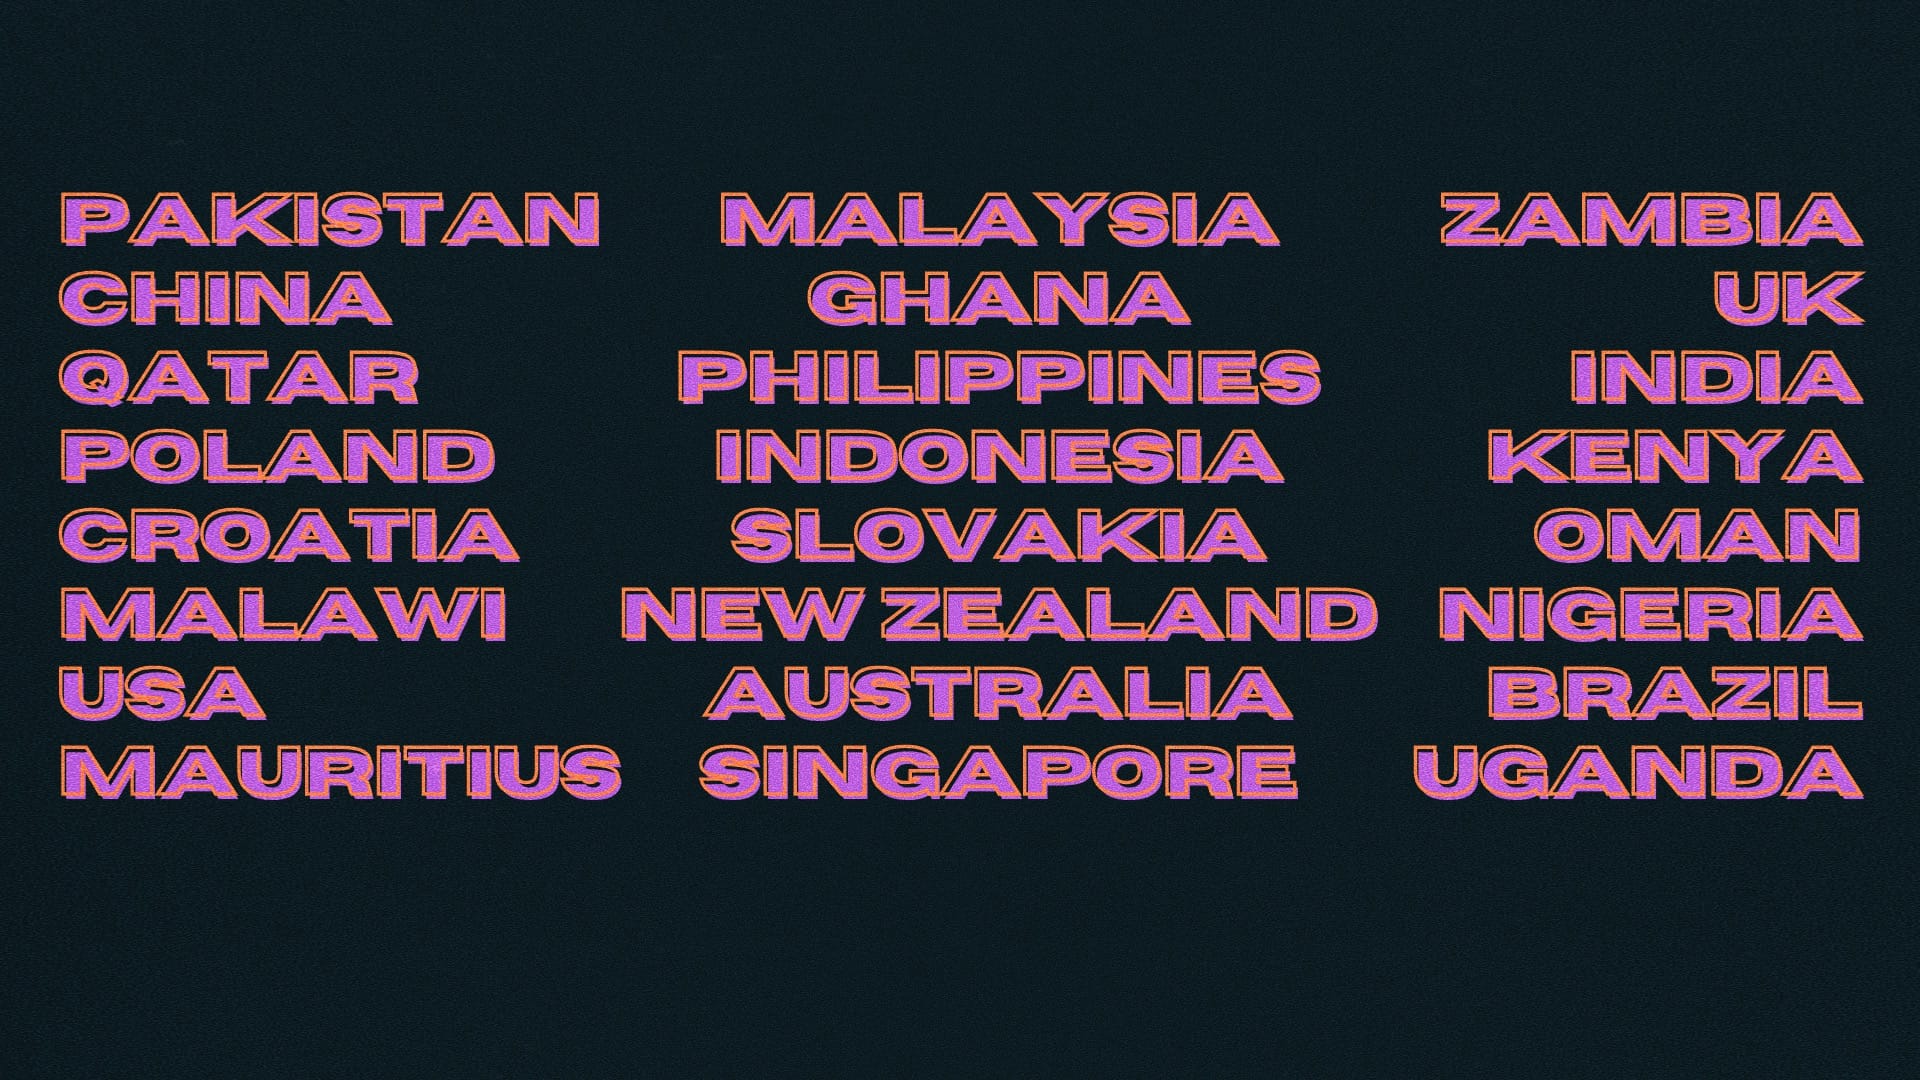 PAKISTAN
CHINA
QATAR
POLAND
CROATIA
MALAWI
USA
MAURITIUS
MALAYSIA
GHANA
PHILIPPINES
INDONESIA
SLOVAKIA
NEW ZEALAND
AUSTRALIA
SINGAPORE
ZAMBIA
UK
INDIA
KENYA
OMAN
NIGERIA
BRAZIL
UGANDA